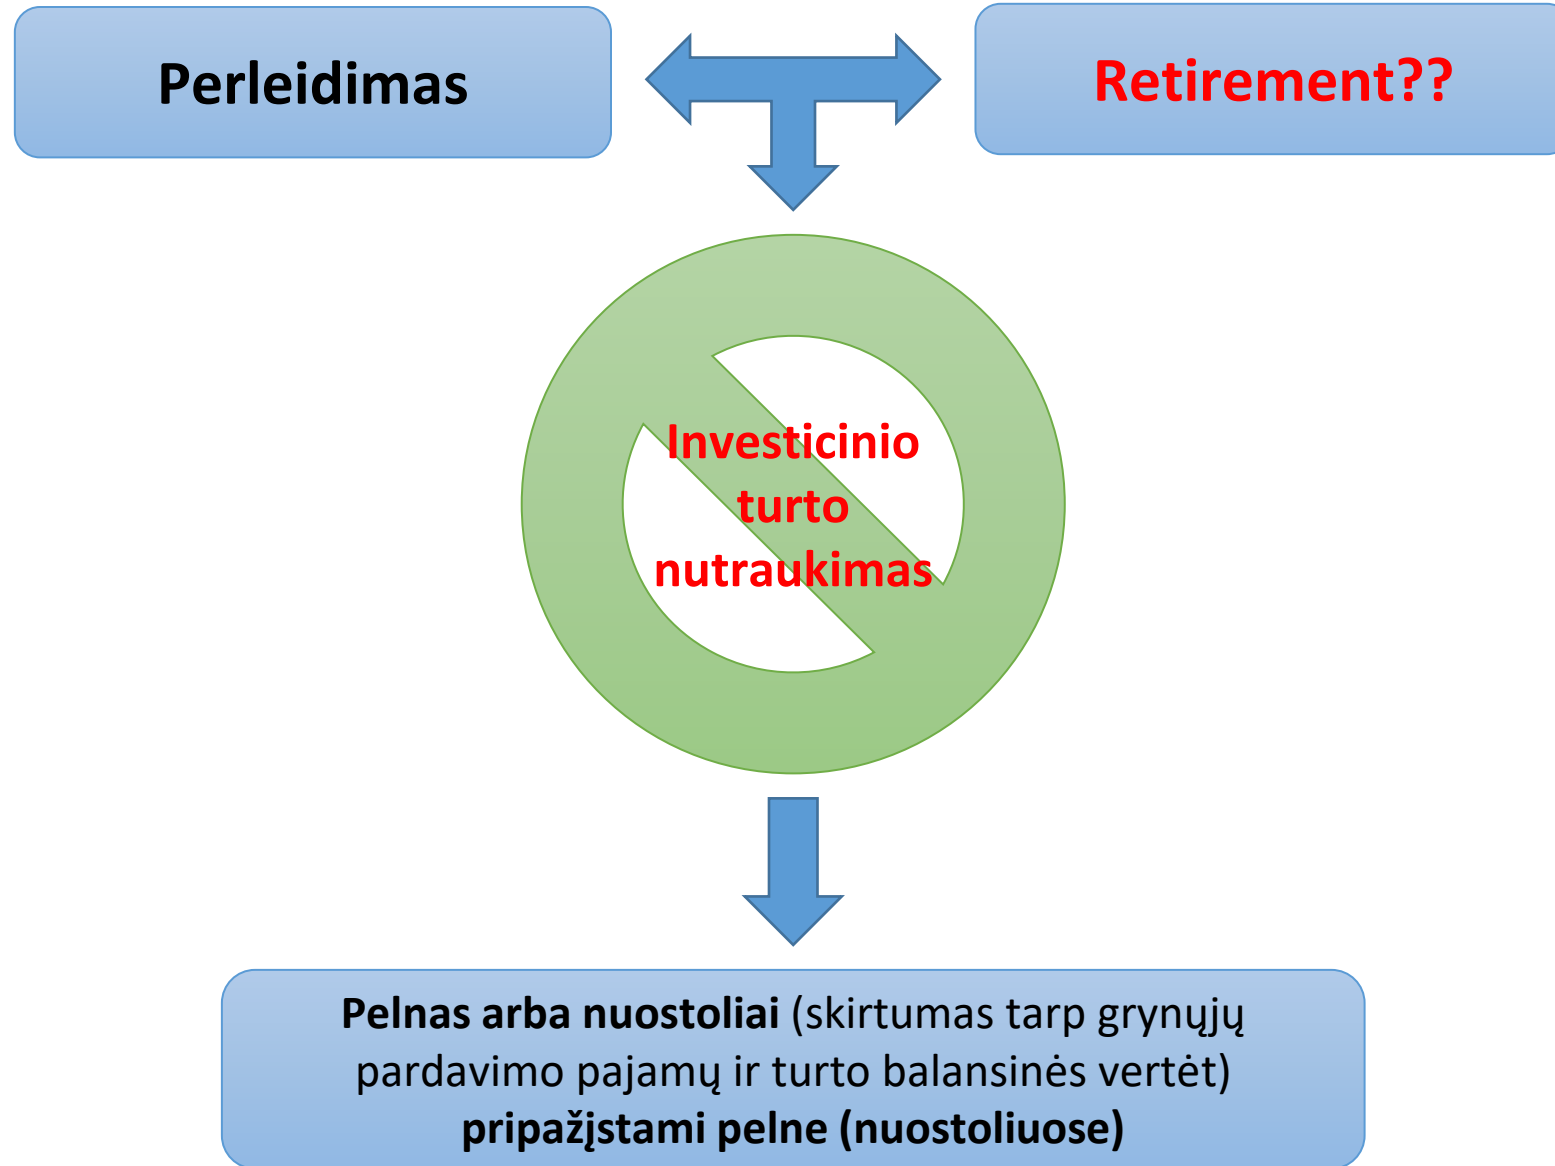 Perleidimas
Retirement??
Investicinio
turto
nutraukimas
Pelnas arba nuostoliai (skirtumas tarp grynųjų
pardavimo pajamų ir turto balansinės vertėt)
pripažįstami pelne (nuostoliuose)